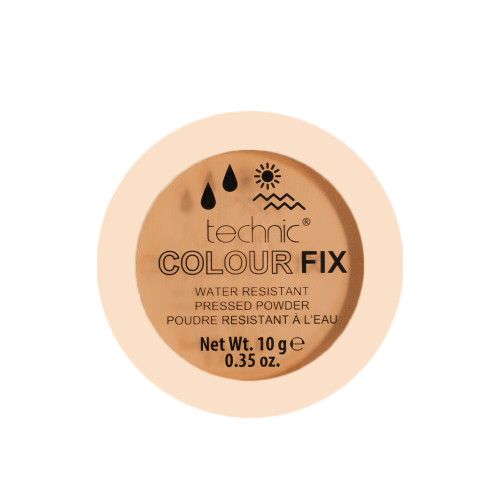 technic®
COLOUR FIX
WATER RESISTANT
PRESSED POWDER
POUDRE RESISTANT À L'EAU
Net Wt. 10 g ℮
0.35 oz.